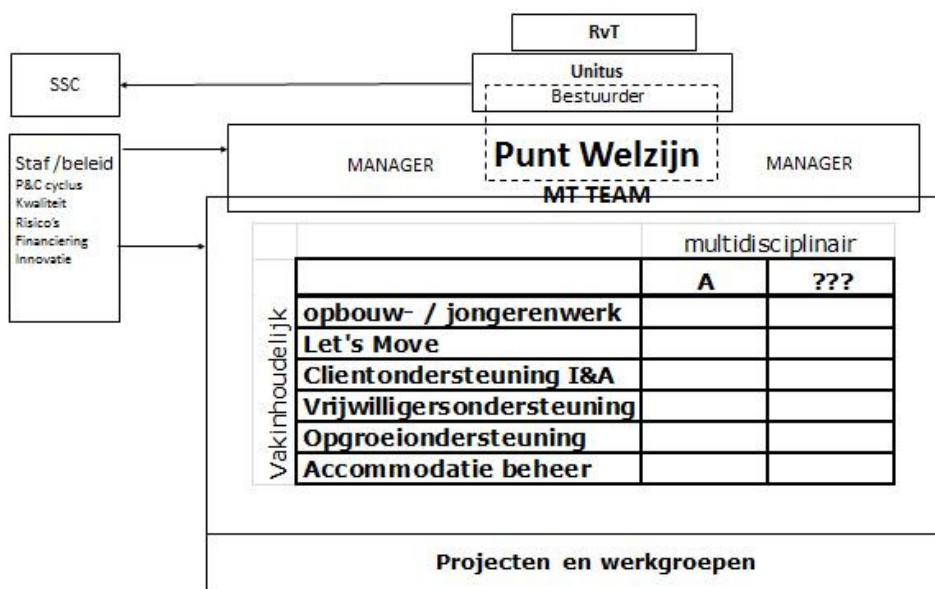 RvT
Unitus
Bestuurder
SSC
Staf /beleid
P&C cyclus
Kwaliteit
Risico's
Financiering
Innovatie
MANAGER
Punt Welzijn
MANAGER
MT TEAM
multidisciplinair
A
???
Vakinhoudelijk
opbouw- / jongerenwerk
Let's Move
Clientondersteuning I&A
Vrijwilligersondersteuning
Opgroeiondersteuning
Accommodatie beheer
Projecten en werkgroepen